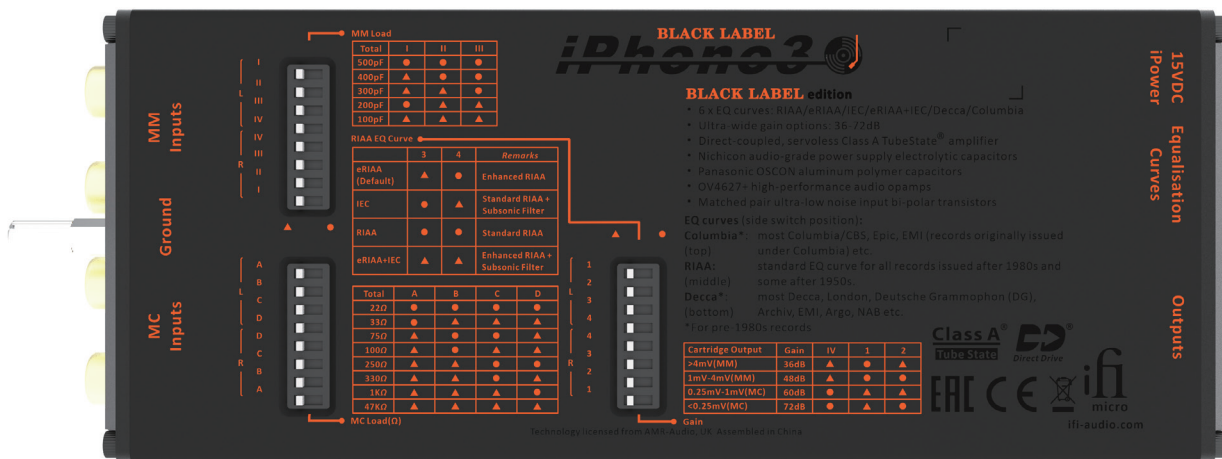 MM Load
Total I II III
500pF ● ● ●
400pF ▲ ● ●
300pF ▲ ▲ ●
200pF ● ▲ ▲
100pF ▲ ▲ ▲
I
II
L
III
IV
IV
III
R
II
I
MM
Inputs
Ground
▲ ●
MC
Inputs
A
B
L
C
D
D
C
R
B
A
MC Load(Ω)
RIAA EQ Curve
3 4 Remarks
eRIAA
(Default) ▲ ● Enhanced RIAA
IEC ● ▲ Standard RIAA +
Subsonic Filter
RIAA ● ● Standard RIAA
eRIAA+IEC ▲ ▲ Enhanced RIAA +
Subsonic Filter
Total A B C D
22Ω ● ● ● ●
33Ω ● ▲ ▲ ▲
75Ω ▲ ● ● ▲
100Ω ▲ ● ▲ ▲
250Ω ▲ ▲ ● ●
330Ω ▲ ▲ ● ▲
1KΩ ▲ ▲ ▲ ●
47KΩ ▲ ▲ ▲ ▲
▲ ●
1
2
L
3
4
4
3
R
2
1
Gain
BLACK LABEL
iPhono3
BLACK LABEL edition
• 6 x EQ curves: RIAA/eRIAA/IEC/eRIAA+IEC/Decca/Columbia
• Ultra-wide gain options: 36-72dB
• Direct-coupled, servoless Class A TubeState® amplifier
• Nichicon audio-grade power supply electrolytic capacitors
• Panasonic OSCON aluminum polymer capacitors
• OV4627+ high-performance audio opamps
• Matched pair ultra-low noise input bi-polar transistors
EQ curves (side switch position):
Columbia*: most Columbia/CBS, Epic, EMI (records originally issued
(top) under Columbia) etc.
RIAA: standard EQ curve for all records issued after 1980s and
(middle) some after 1950s.
Decca*: most Decca, London, Deutsche Grammophon (DG),
(bottom) Archiv, EMI, Argo, NAB etc.
*For pre-1980s records
Cartridge Output Gain IV 1 2
>4mV(MM) 36dB ▲ ● ▲
1mV-4mV(MM) 48dB ▲ ● ●
0.25mV-1mV(MC) 60dB ● ▲ ▲
<0.25mV(MC) 72dB ● ▲ ●
Class A®
Tube State
DD®
Direct Drive
EAC CE
ifi
micro
ifi-audio.com
Technology licensed from AMR-Audio, UK. Assembled in China
15VDC
iPower
Equalisation
Curves
Outputs